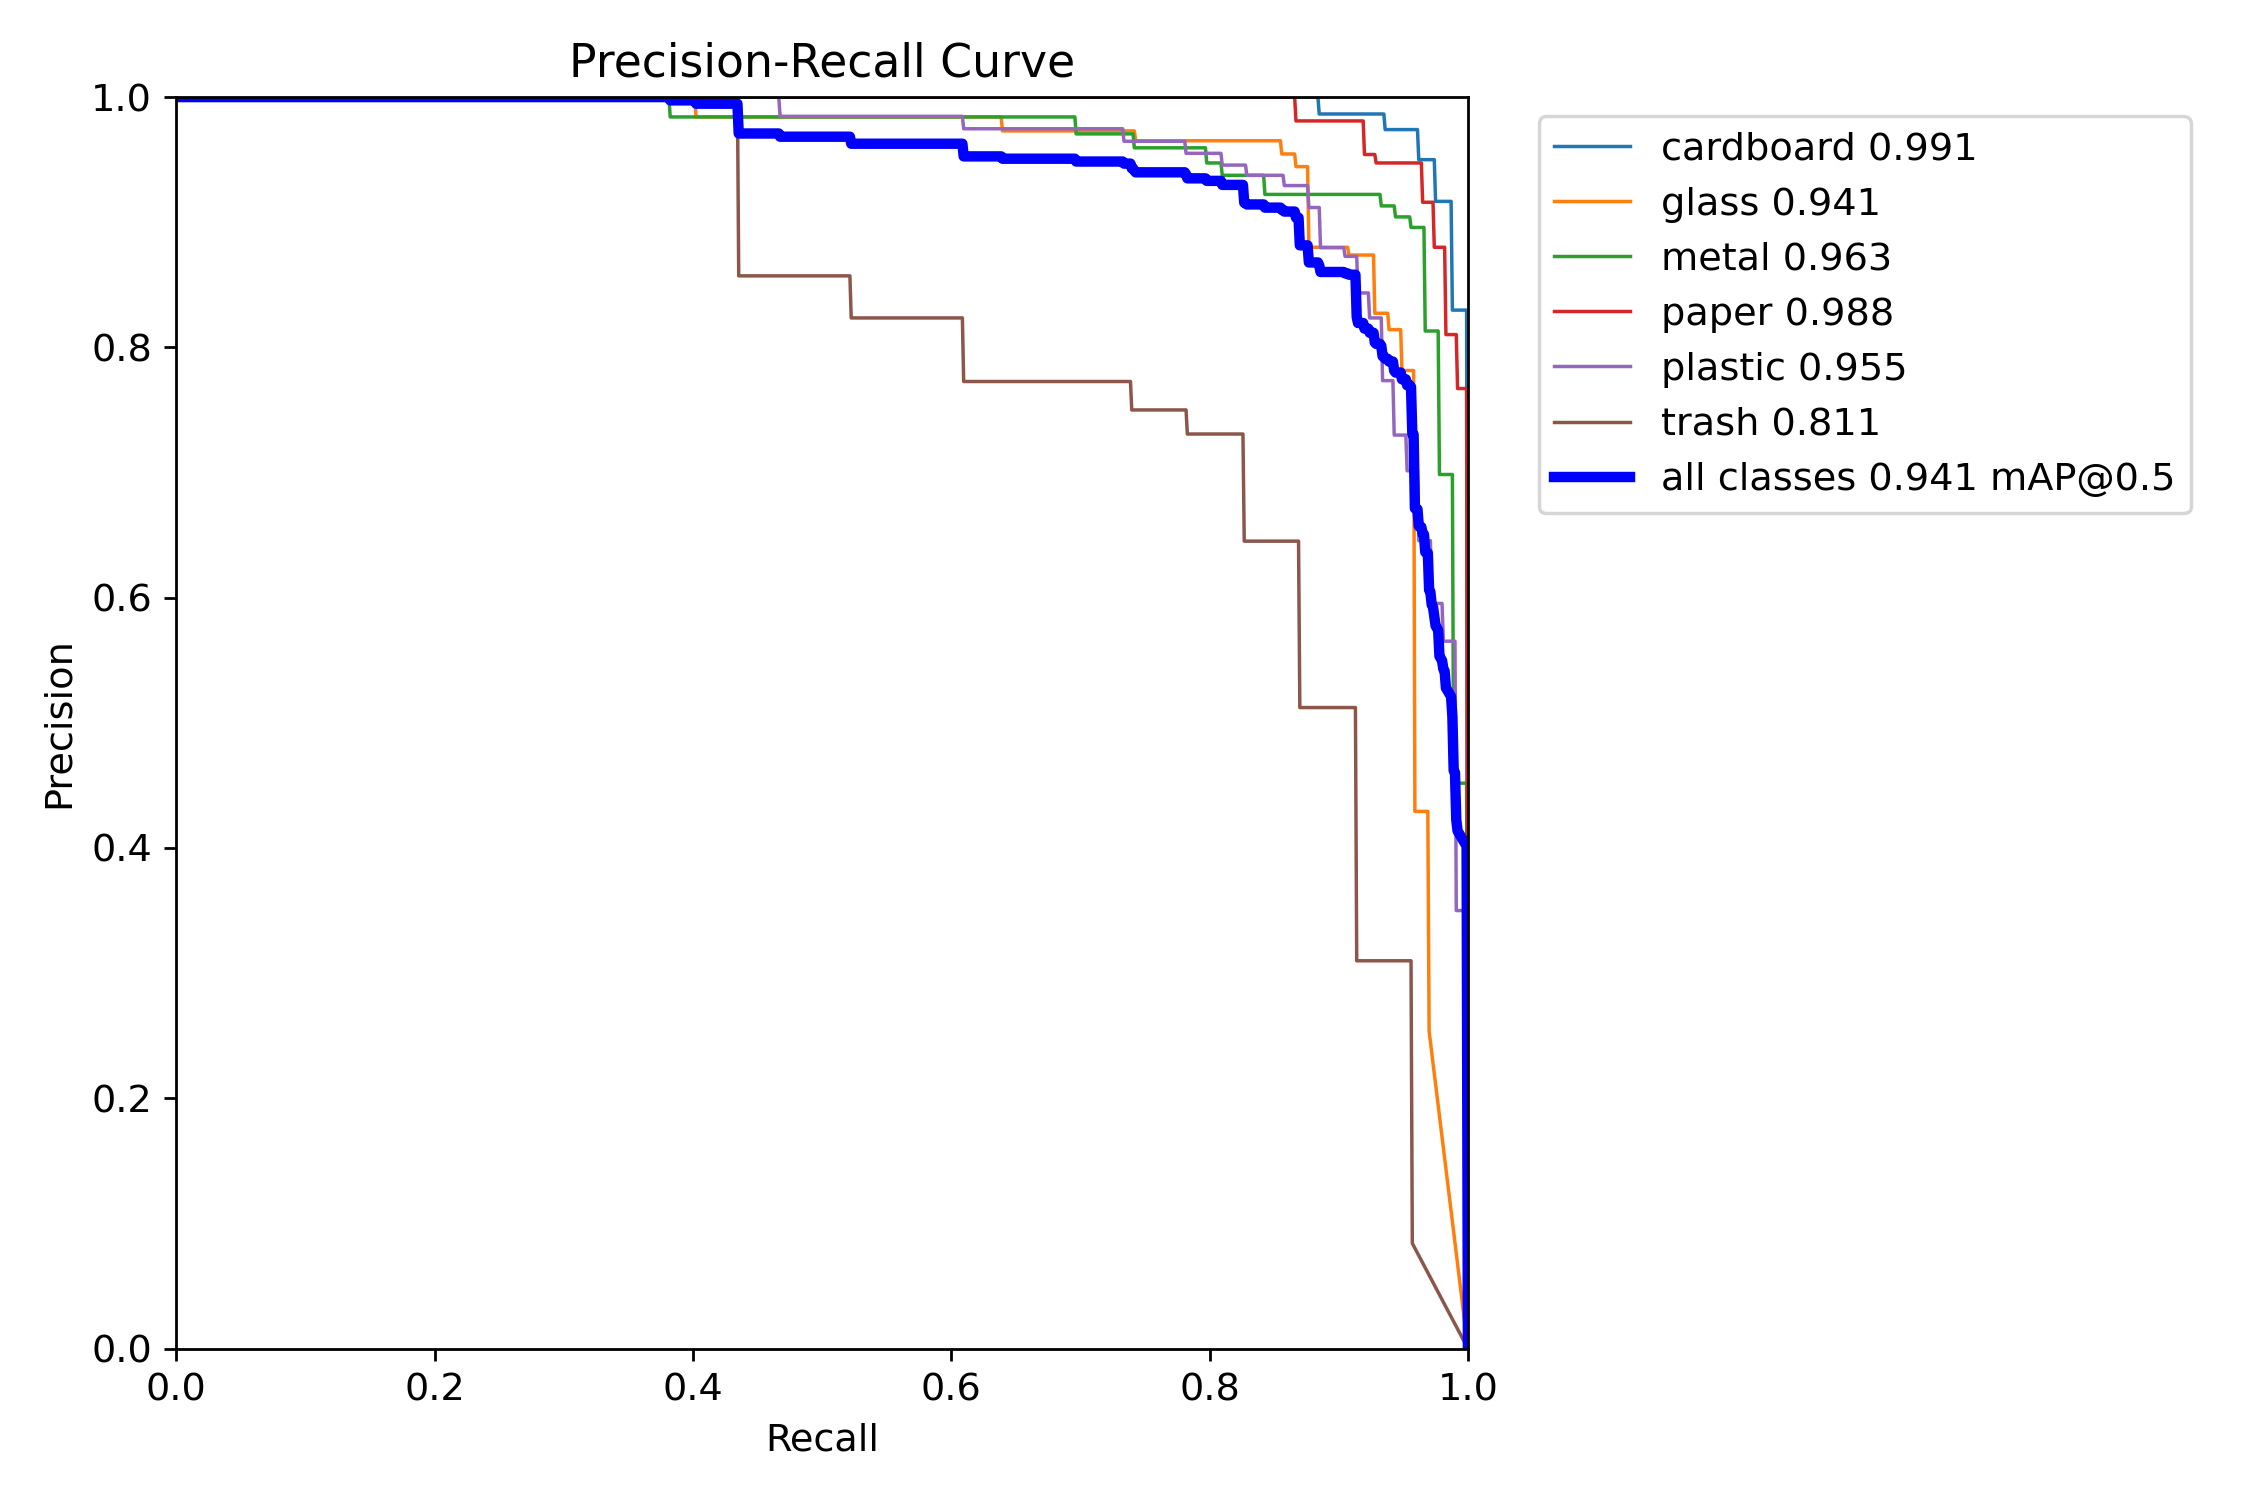 Precision-Recall Curve
1.0
0.8
0.6
0.4
0.2
0.0
Precision
0.0 0.2 0.4 0.6 0.8 1.0
Recall
cardboard 0.991
glass 0.941
metal 0.963
paper 0.988
plastic 0.955
trash 0.811
all classes 0.941 mAP@0.5